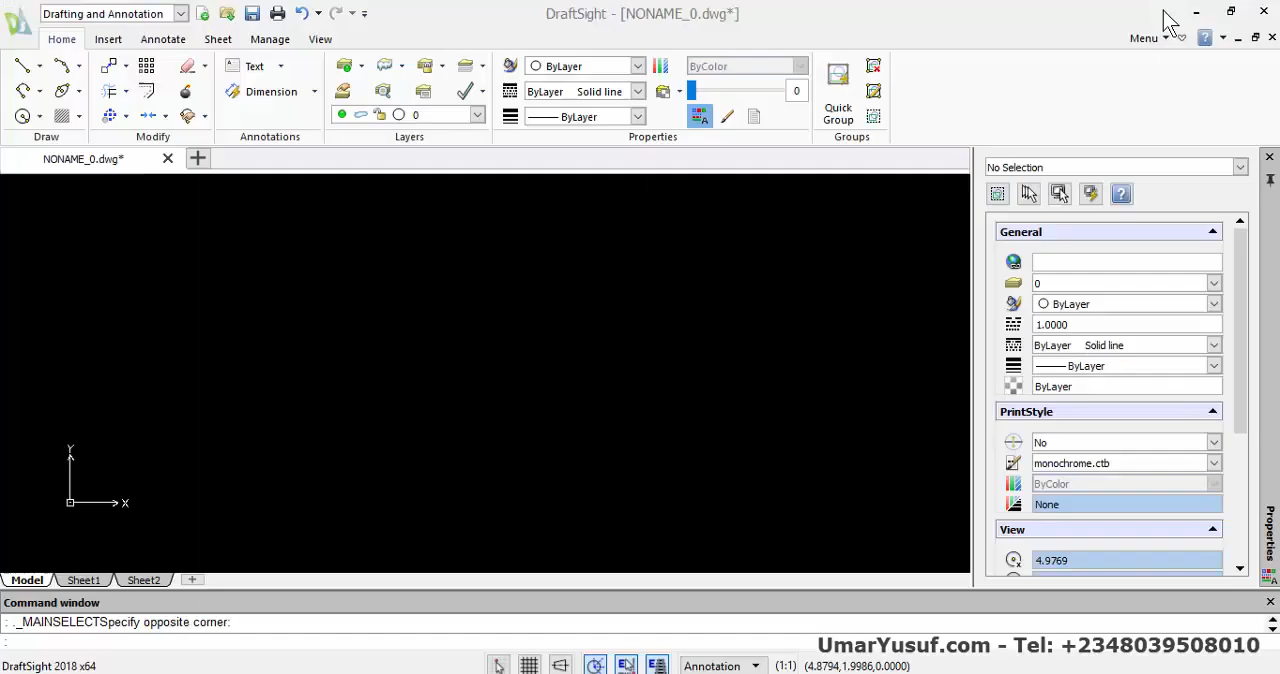 Drafting and Annotation
DraftSight - [NONAME_0.dwg*]
Home Insert Annotate Sheet Manage View
Menu
Text
Dimension
0
ByLayer
ByLayer Solid line
ByLayer
ByColor
0
Quick
Group
Draw Modify Annotations Layers Properties Groups
NONAME_0.dwg*
No Selection
General
0
ByLayer
1.0000
ByLayer Solid line
ByLayer
ByLayer
PrintStyle
No
monochrome.ctb
ByColor
None
View
4.9769
Properties
Y
X
Model Sheet1 Sheet2
Command window
: ._MAINSELECTSpecify opposite corner:
:
UmarYusuf.com - Tel: +2348039508010
DraftSight 2018 x64
Annotation
(1:1) (4.8794,1.9986,0.0000)